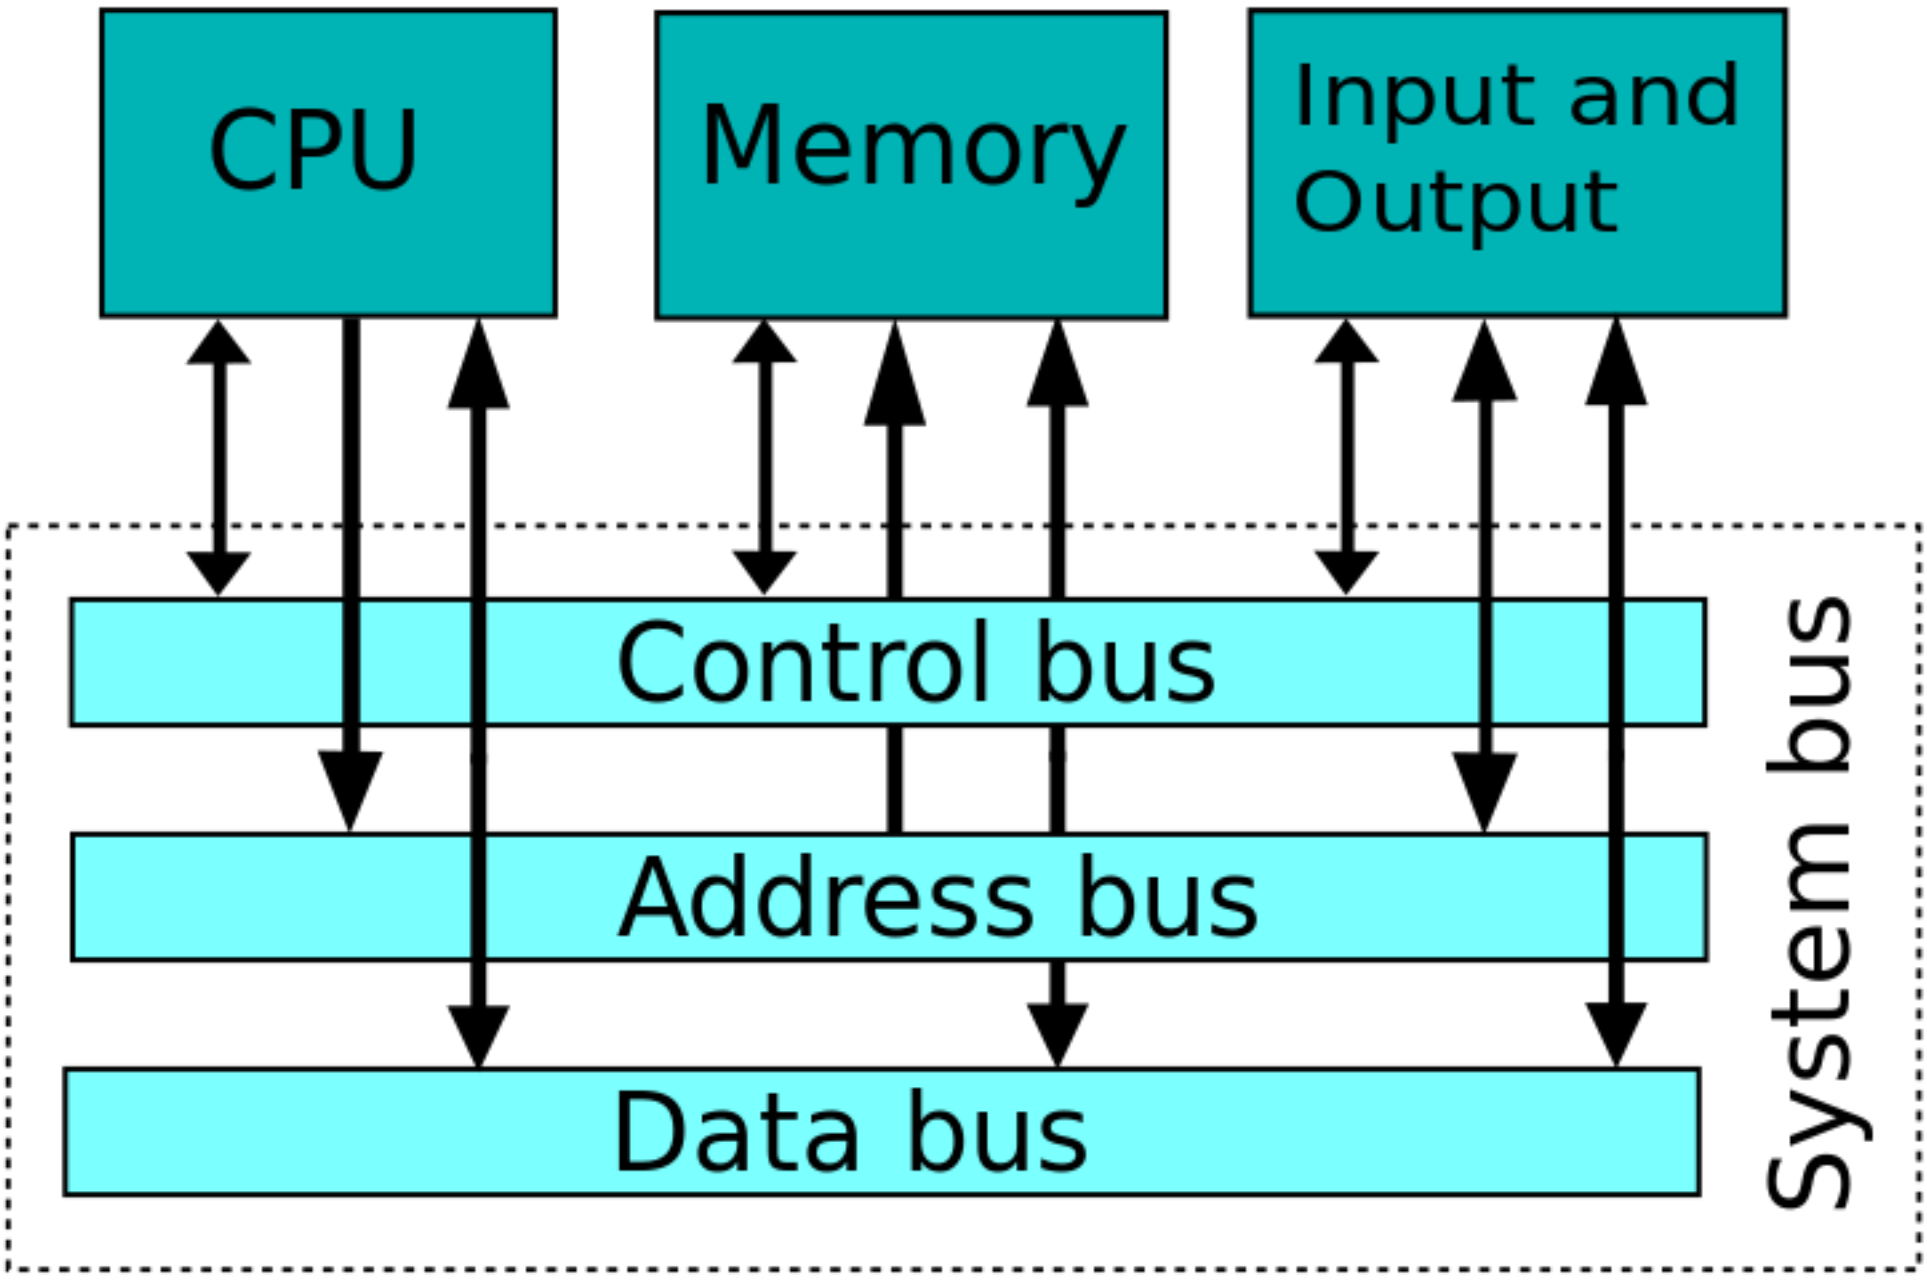 CPU
Memory
Input and
Output
Control bus
Address bus
Data bus
System bus